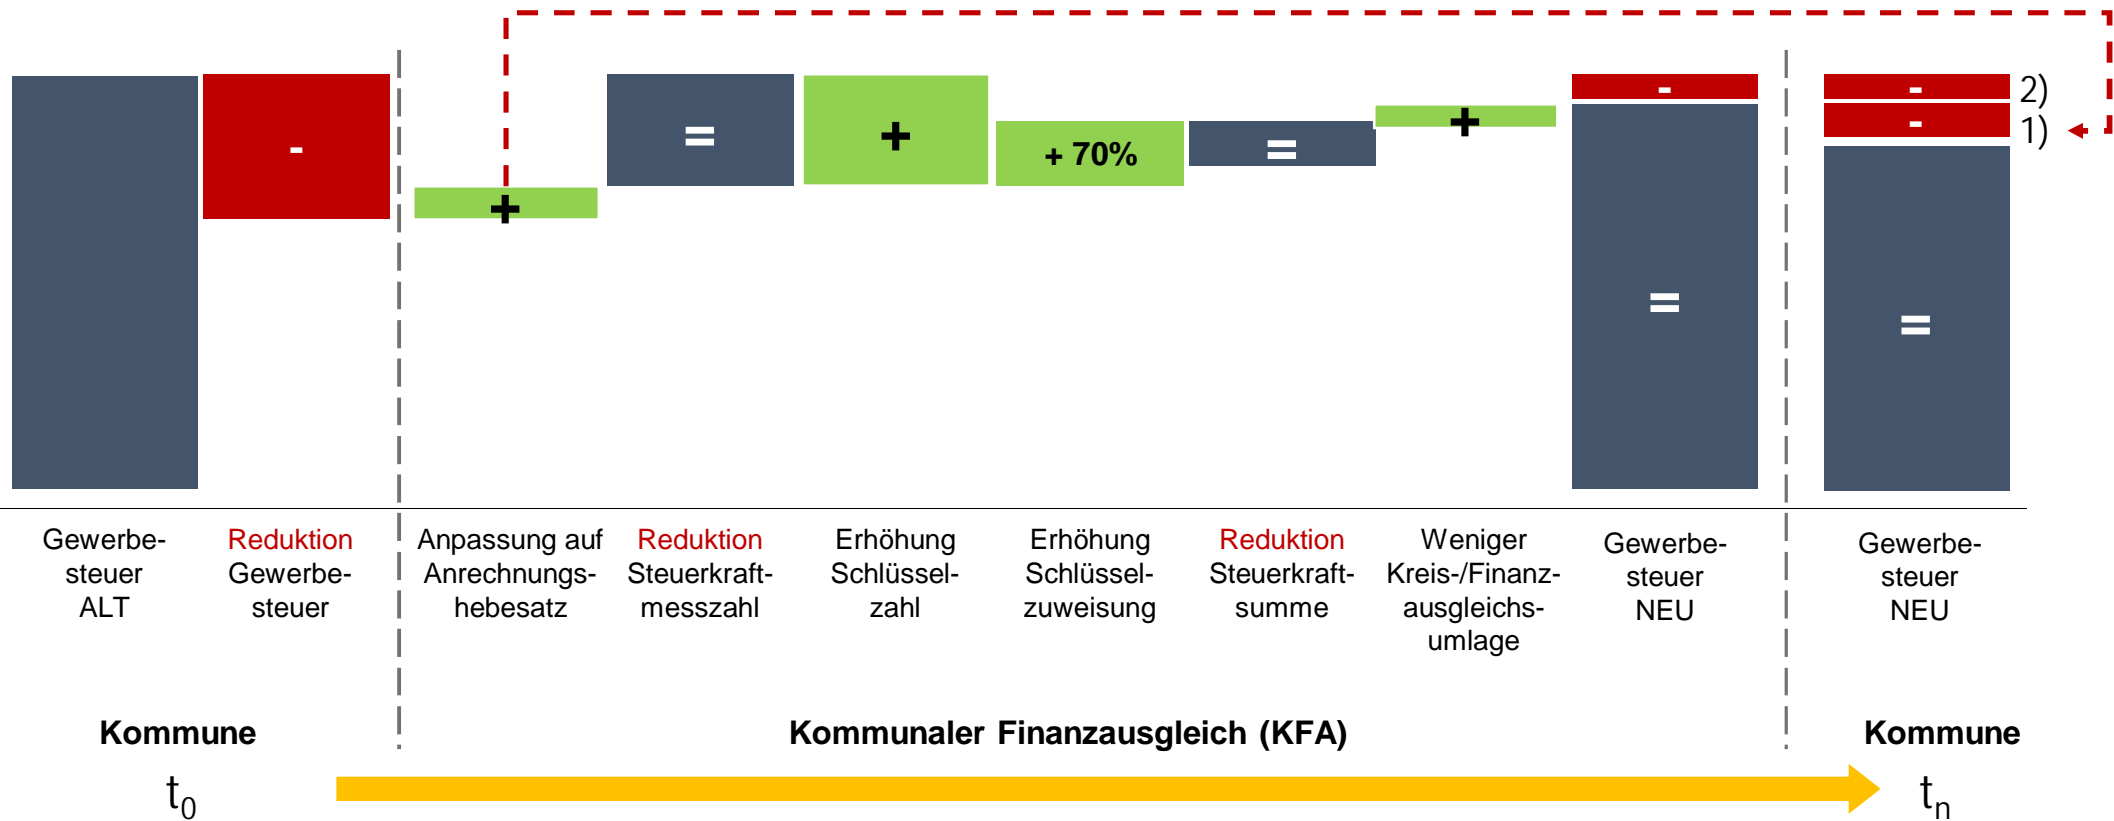 2)
1)
-
=
+
+ 70%
=
+
-
-
-
+
=
=
Gewerbe-
steuer
ALT
Reduktion
Gewerbe-
steuer
Anpassung auf
Anrechnungs-
hebesatz
Reduktion
Steuerkraft-
messzahl
Erhöhung
Schlüssel-
zahl
Erhöhung
Schlüssel-
zuweisung
Reduktion
Steuerkraft-
summe
Weniger
Kreis-/Finanz-
ausgleichs-
umlage
Gewerbe-
steuer
NEU
Gewerbe-
steuer
NEU
Kommune
Kommunaler Finanzausgleich (KFA)
Kommune
t0
tn